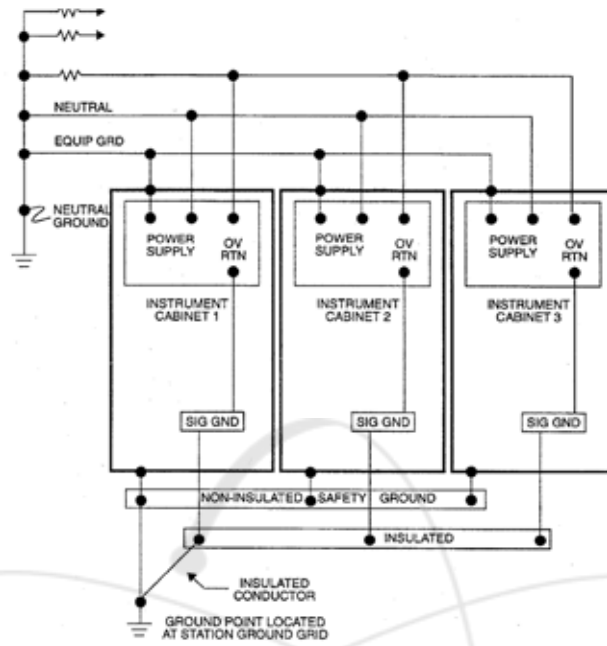 NEUTRAL
EQUIP GRD
NEUTRAL
GROUND
POWER
SUPPLY
OV
RTN
INSTRUMENT
CABINET 1
SIG GND
POWER
SUPPLY
OV
RTN
INSTRUMENT
CABINET 2
SIG GND
POWER
SUPPLY
OV
RTN
INSTRUMENT
CABINET 3
SIG GND
NON-INSULATED SAFETY GROUND
INSULATED
INSULATED
CONDUCTOR
GROUND POINT LOCATED
AT STATION GROUND GRID